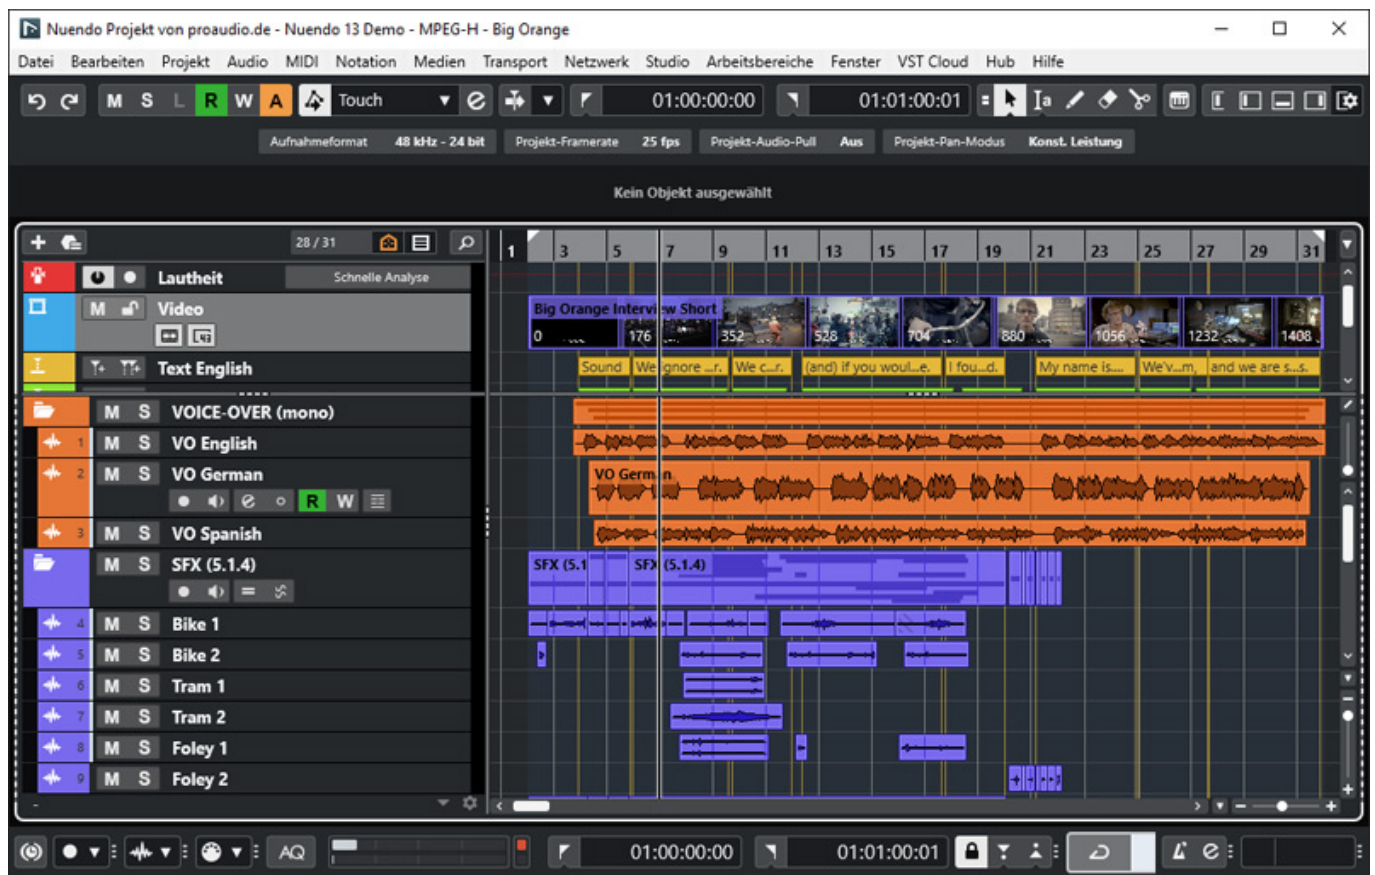 Nuendo Projekt von proaudio.de - Nuendo 13 Demo - MPEG-H - Big Orange
Datei Bearbeiten Projekt Audio MIDI Notation Medien Transport Netzwerk Studio Arbeitsbereiche Fenster VST Cloud Hub Hilfe
M S L R W A Touch 01:00:00:00 01:01:00:01
Aufnahmeformat 48 kHz - 24 bit Projekt-Framerate 25 fps Projekt-Audio-Pull Aus Projekt-Pan-Modus Konst. Leistung
Kein Objekt ausgewählt
28 / 31 1 3 5 7 9 11 13 15 17 19 21 23 25 27 29 31
Lautheit Schnelle Analyse
M Video Big Orange Interview Short
0 176 352 528 704 880 1056 1232 1408
Text English Sound We ignore ...r. We c...r. (and) if you woul...e. I fou...d. My name is.... We'v...m, and we are s...s.
M S VOICE-OVER (mono)
1 M S VO English
2 M S VO German VO German
R W
3 M S VO Spanish
M S SFX (5.1.4) SFX (5.1 SFX (5.1.4)
4 M S Bike 1
5 M S Bike 2
6 M S Tram 1
7 M S Tram 2
8 M S Foley 1
9 M S Foley 2
AQ 01:00:00:00 01:01:00:01